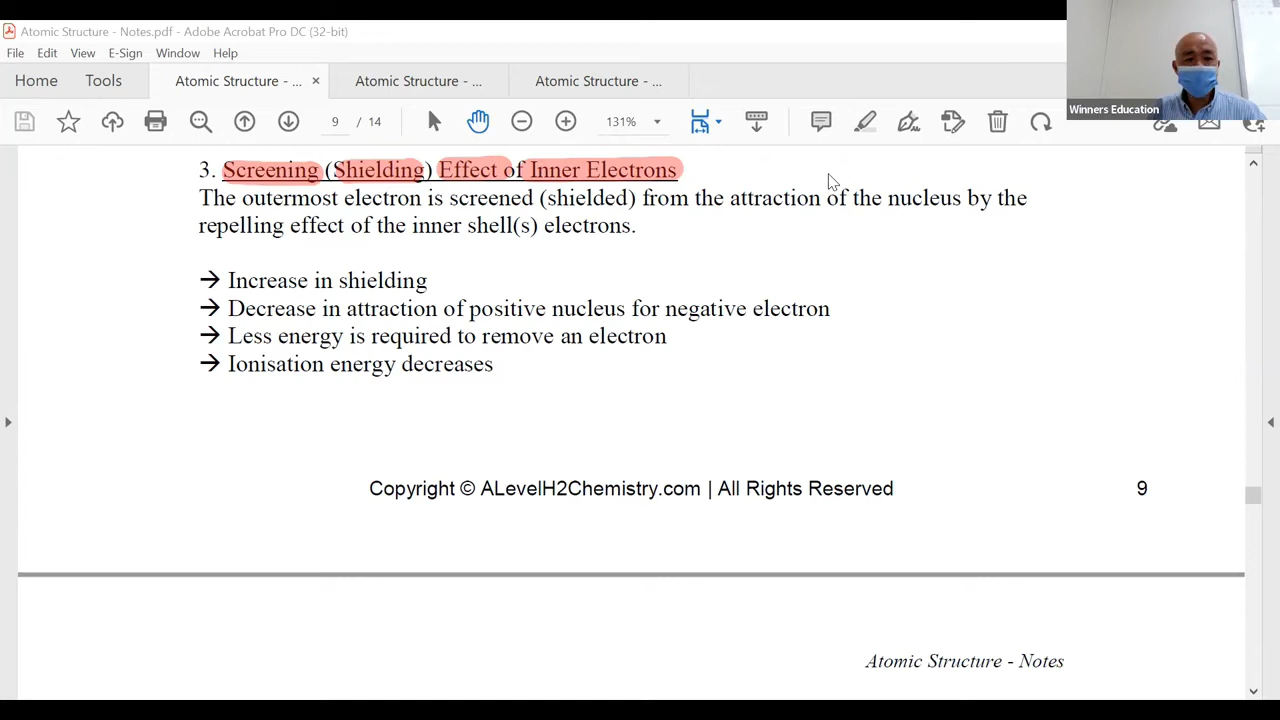 Atomic Structure - Notes.pdf - Adobe Acrobat Pro DC (32-bit)
File Edit View E-Sign Window Help
Home Tools Atomic Structure - ... × Atomic Structure - ... Atomic Structure - ...
9 / 14 131%
Winners Education
3. Screening (Shielding) Effect of Inner Electrons
The outermost electron is screened (shielded) from the attraction of the nucleus by the
repelling effect of the inner shell(s) electrons.
→ Increase in shielding
→ Decrease in attraction of positive nucleus for negative electron
→ Less energy is required to remove an electron
→ Ionisation energy decreases
Copyright © ALevelH2Chemistry.com | All Rights Reserved 9
Atomic Structure - Notes